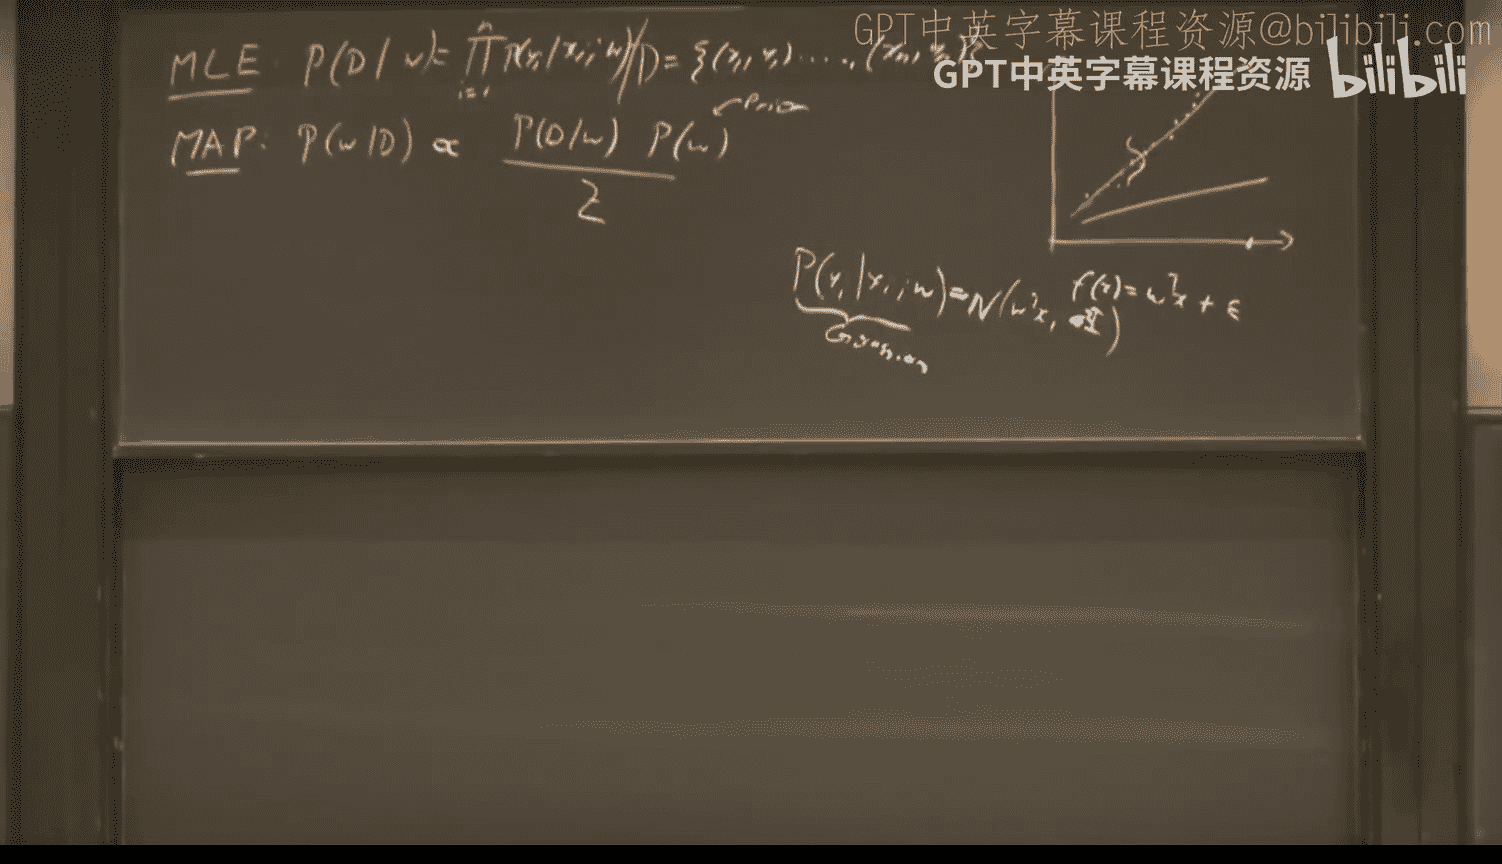 GPT中英字幕课程资源@bilibili.com
GPT中英字幕课程资源 bilibili
MLE: P(D/w)= ∏ᵢ₌₁ⁿ P(yᵢ|xᵢ;w) D={(x₁,y₁)....,(xₙ,yₙ)}
Prior
MAP: P(w/D) ∝ P(D/w) P(w)
Z
P(yᵢ|xᵢ;w)=N(wᵀx, I)
f(x)=wᵀx+ε
Gaussian